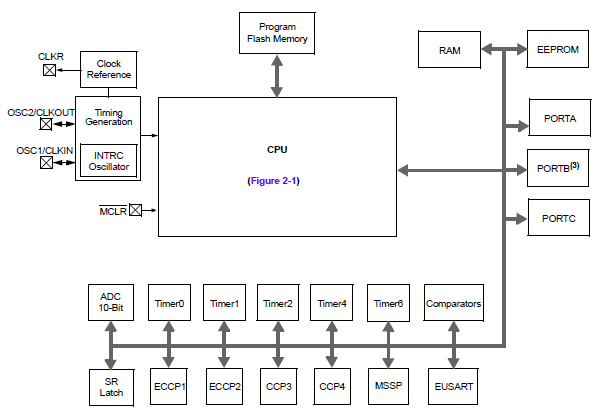 Program
Flash Memory
CLKR
Clock
Reference
RAM
EEPROM
OSC2/CLKOUT
Timing
Generation
PORTA
OSC1/CLKIN
INTRC
Oscillator
CPU
(Figure 2-1)
PORTB(3)
MCLR
PORTC
ADC
10-Bit
Timer0
Timer1
Timer2
Timer4
Timer6
Comparators
SR
Latch
ECCP1
ECCP2
CCP3
CCP4
MSSP
EUSART